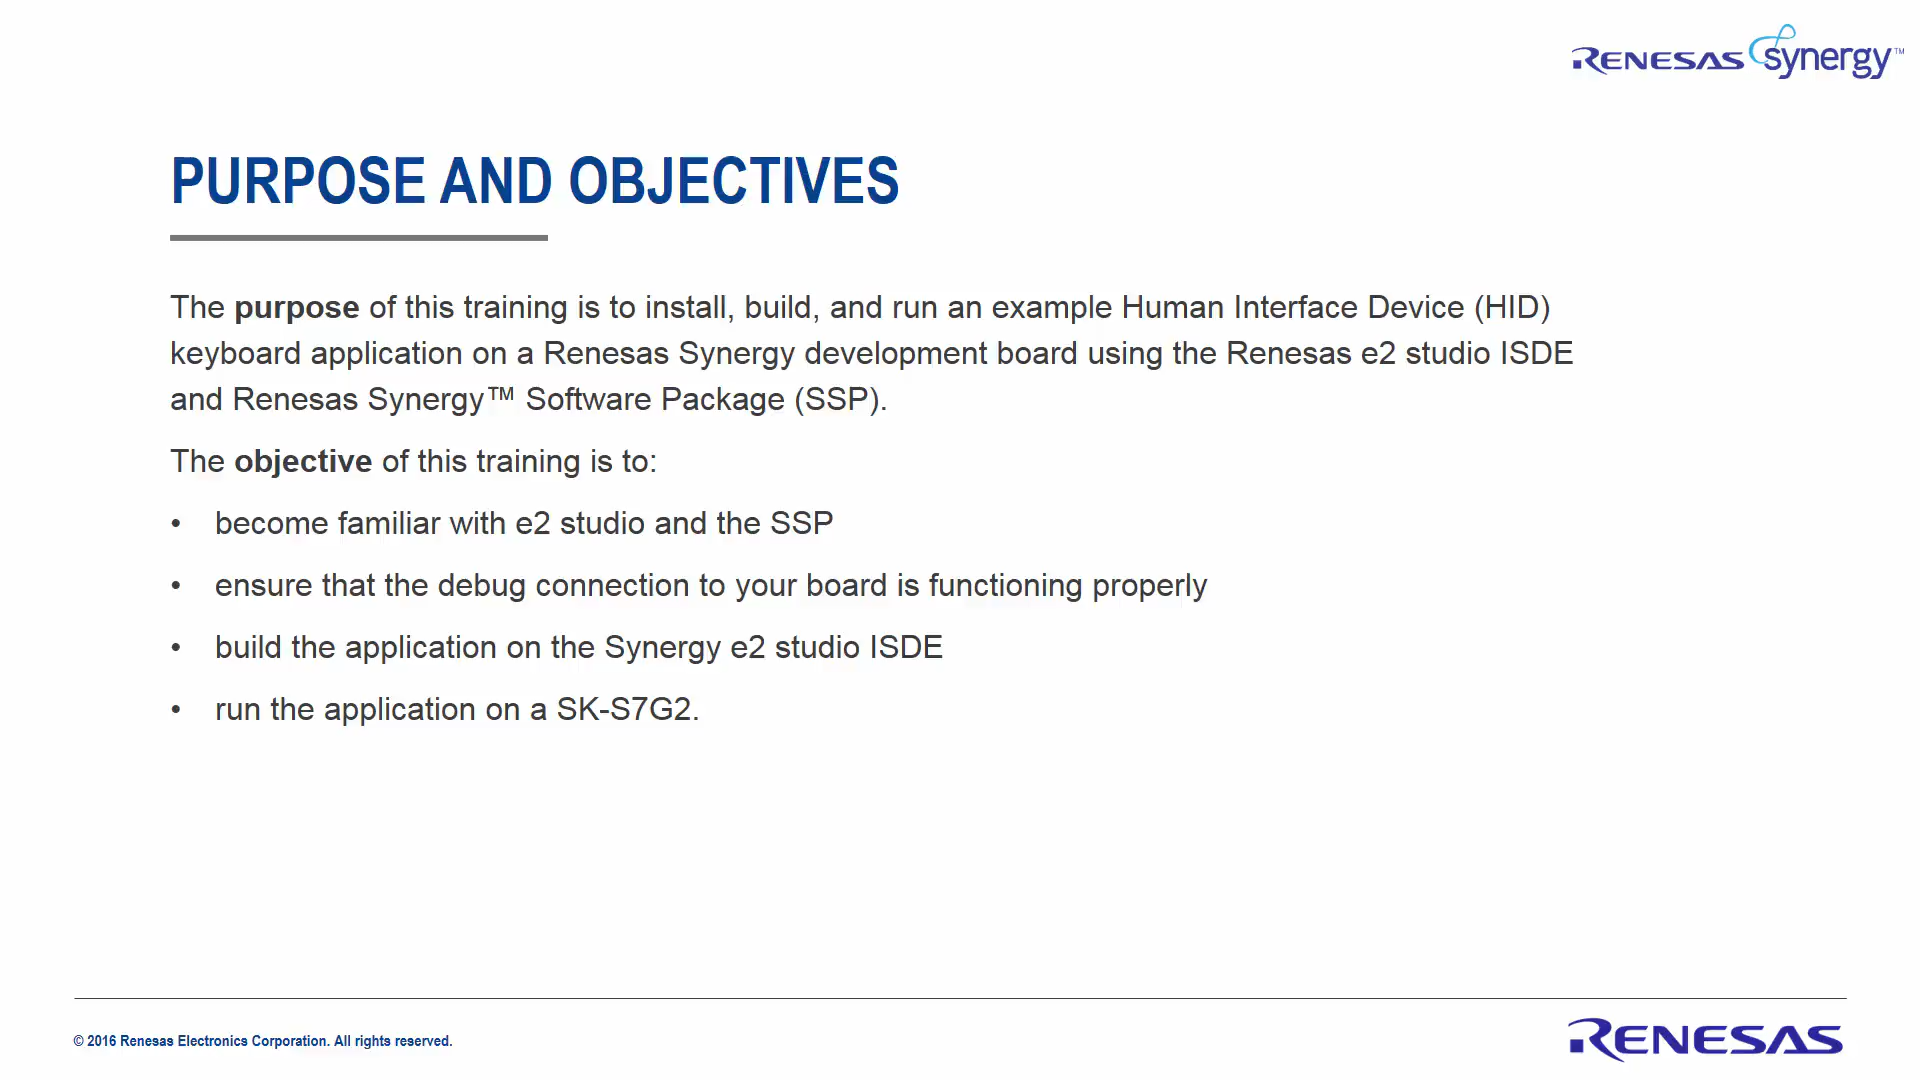 RENESAS synergy™
PURPOSE AND OBJECTIVES
The purpose of this training is to install, build, and run an example Human Interface Device (HID)
keyboard application on a Renesas Synergy development board using the Renesas e2 studio ISDE
and Renesas Synergy™ Software Package (SSP).
The objective of this training is to:
• become familiar with e2 studio and the SSP
• ensure that the debug connection to your board is functioning properly
• build the application on the Synergy e2 studio ISDE
• run the application on a SK-S7G2.
© 2016 Renesas Electronics Corporation. All rights reserved.
RENESAS